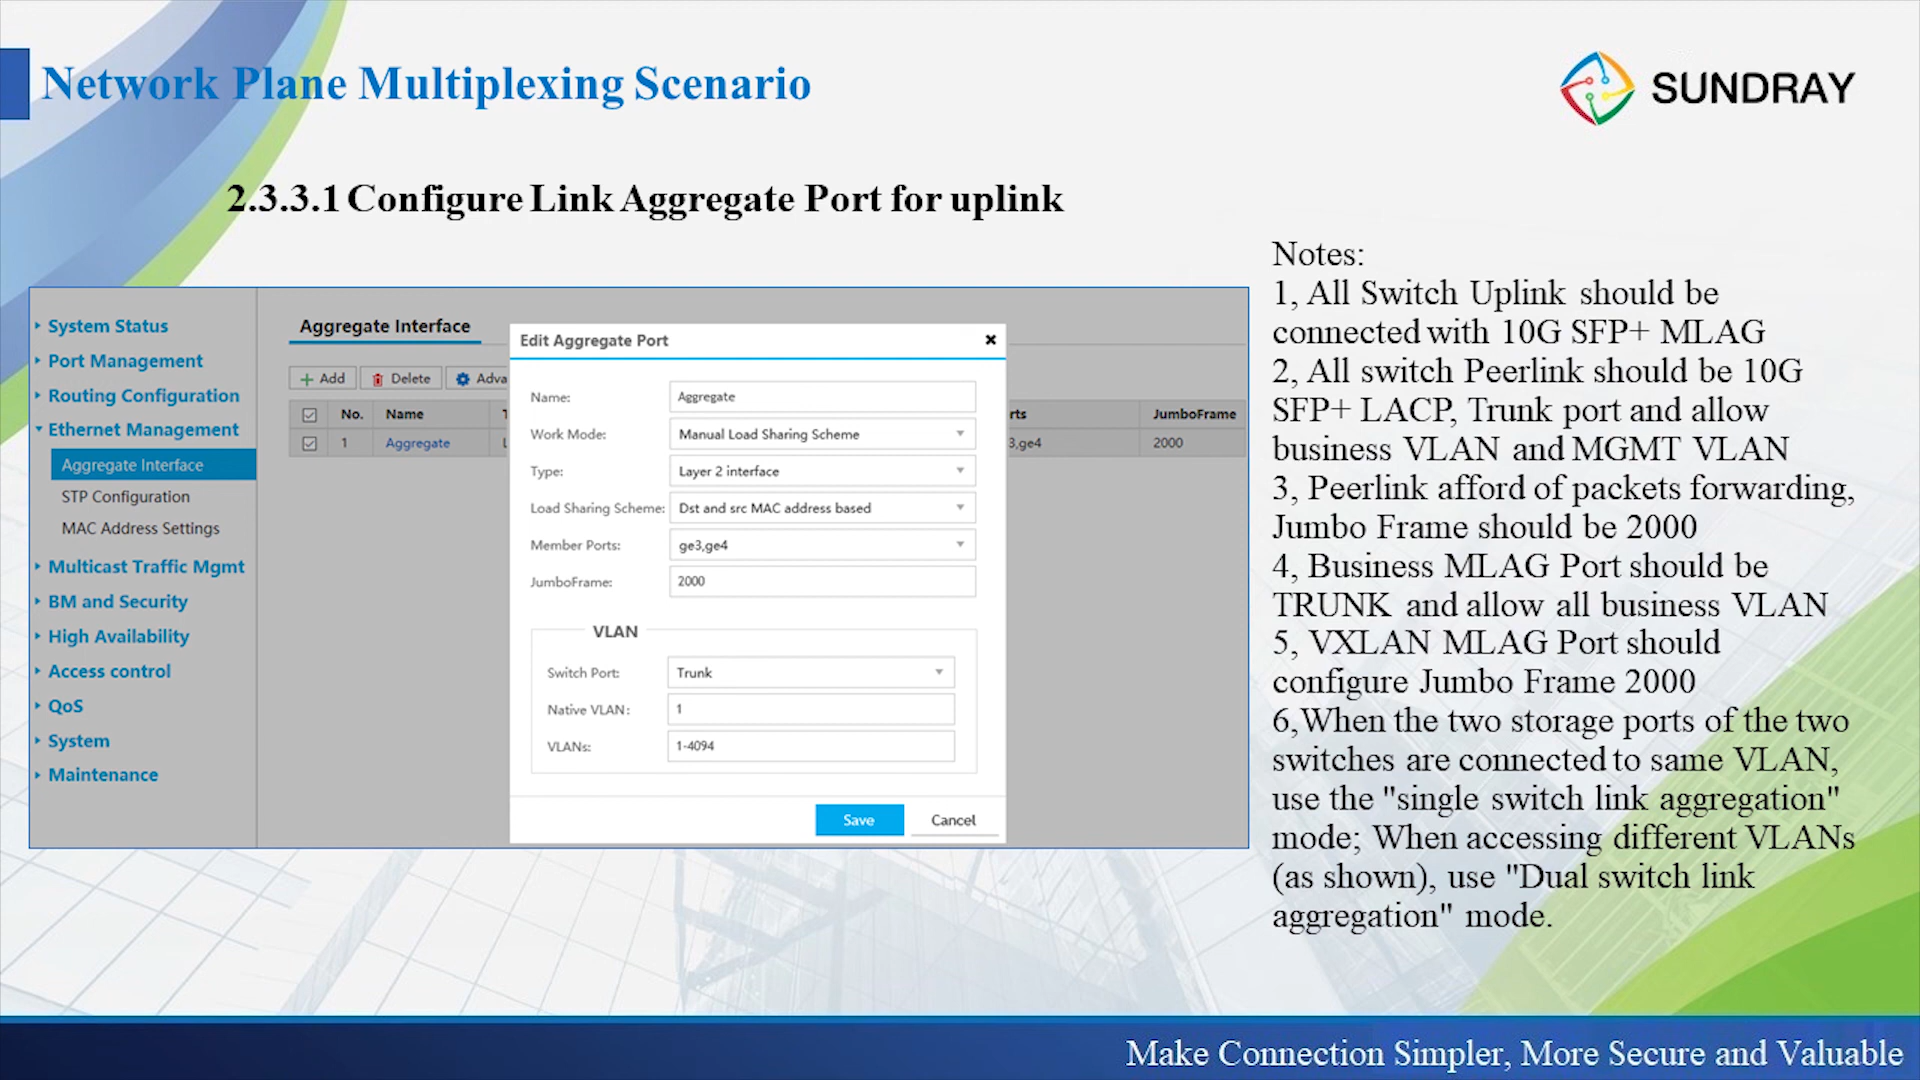 Network Plane Multiplexing Scenario
SUNDRAY
2.3.3.1 Configure Link Aggregate Port for uplink
System Status
Port Management
Routing Configuration
Ethernet Management
Aggregate Interface
STP Configuration
MAC Address Settings
Multicast Traffic Mgmt
BM and Security
High Availability
Access control
QoS
System
Maintenance
Aggregate Interface
Add Delete Adva
No. Name rts JumboFrame
1 Aggregate 3,ge4 2000
Edit Aggregate Port
Name: Aggregate
Work Mode: Manual Load Sharing Scheme
Type: Layer 2 interface
Load Sharing Scheme: Dst and src MAC address based
Member Ports: ge3,ge4
JumboFrame: 2000
VLAN
Switch Port: Trunk
Native VLAN: 1
VLANs: 1-4094
Save Cancel
Notes:
1, All Switch Uplink should be
connected with 10G SFP+ MLAG
2, All switch Peerlink should be 10G
SFP+ LACP, Trunk port and allow
business VLAN and MGMT VLAN
3, Peerlink afford of packets forwarding,
Jumbo Frame should be 2000
4, Business MLAG Port should be
TRUNK and allow all business VLAN
5, VXLAN MLAG Port should
configure Jumbo Frame 2000
6,When the two storage ports of the two
switches are connected to same VLAN,
use the "single switch link aggregation"
mode; When accessing different VLANs
(as shown), use "Dual switch link
aggregation" mode.
Make Connection Simpler, More Secure and Valuable